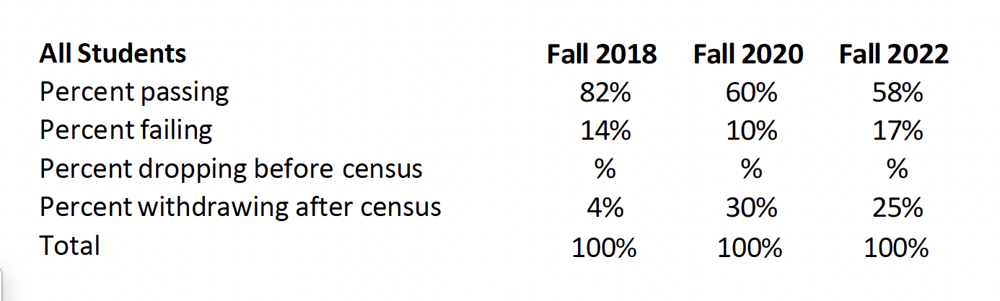 All Students Fall 2018 Fall 2020 Fall 2022
Percent passing 82% 60% 58%
Percent failing 14% 10% 17%
Percent dropping before census % % %
Percent withdrawing after census 4% 30% 25%
Total 100% 100% 100%